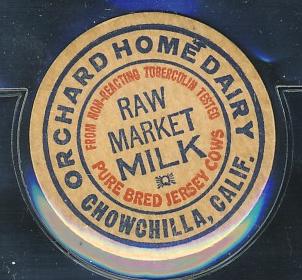 ORCHARD HOME DAIRY
FROM NON-REACTING TUBERCULIN TESTED
RAW
MARKET
MILK
PURE BRED JERSEY COWS
CHOWCHILLA, CALIF.